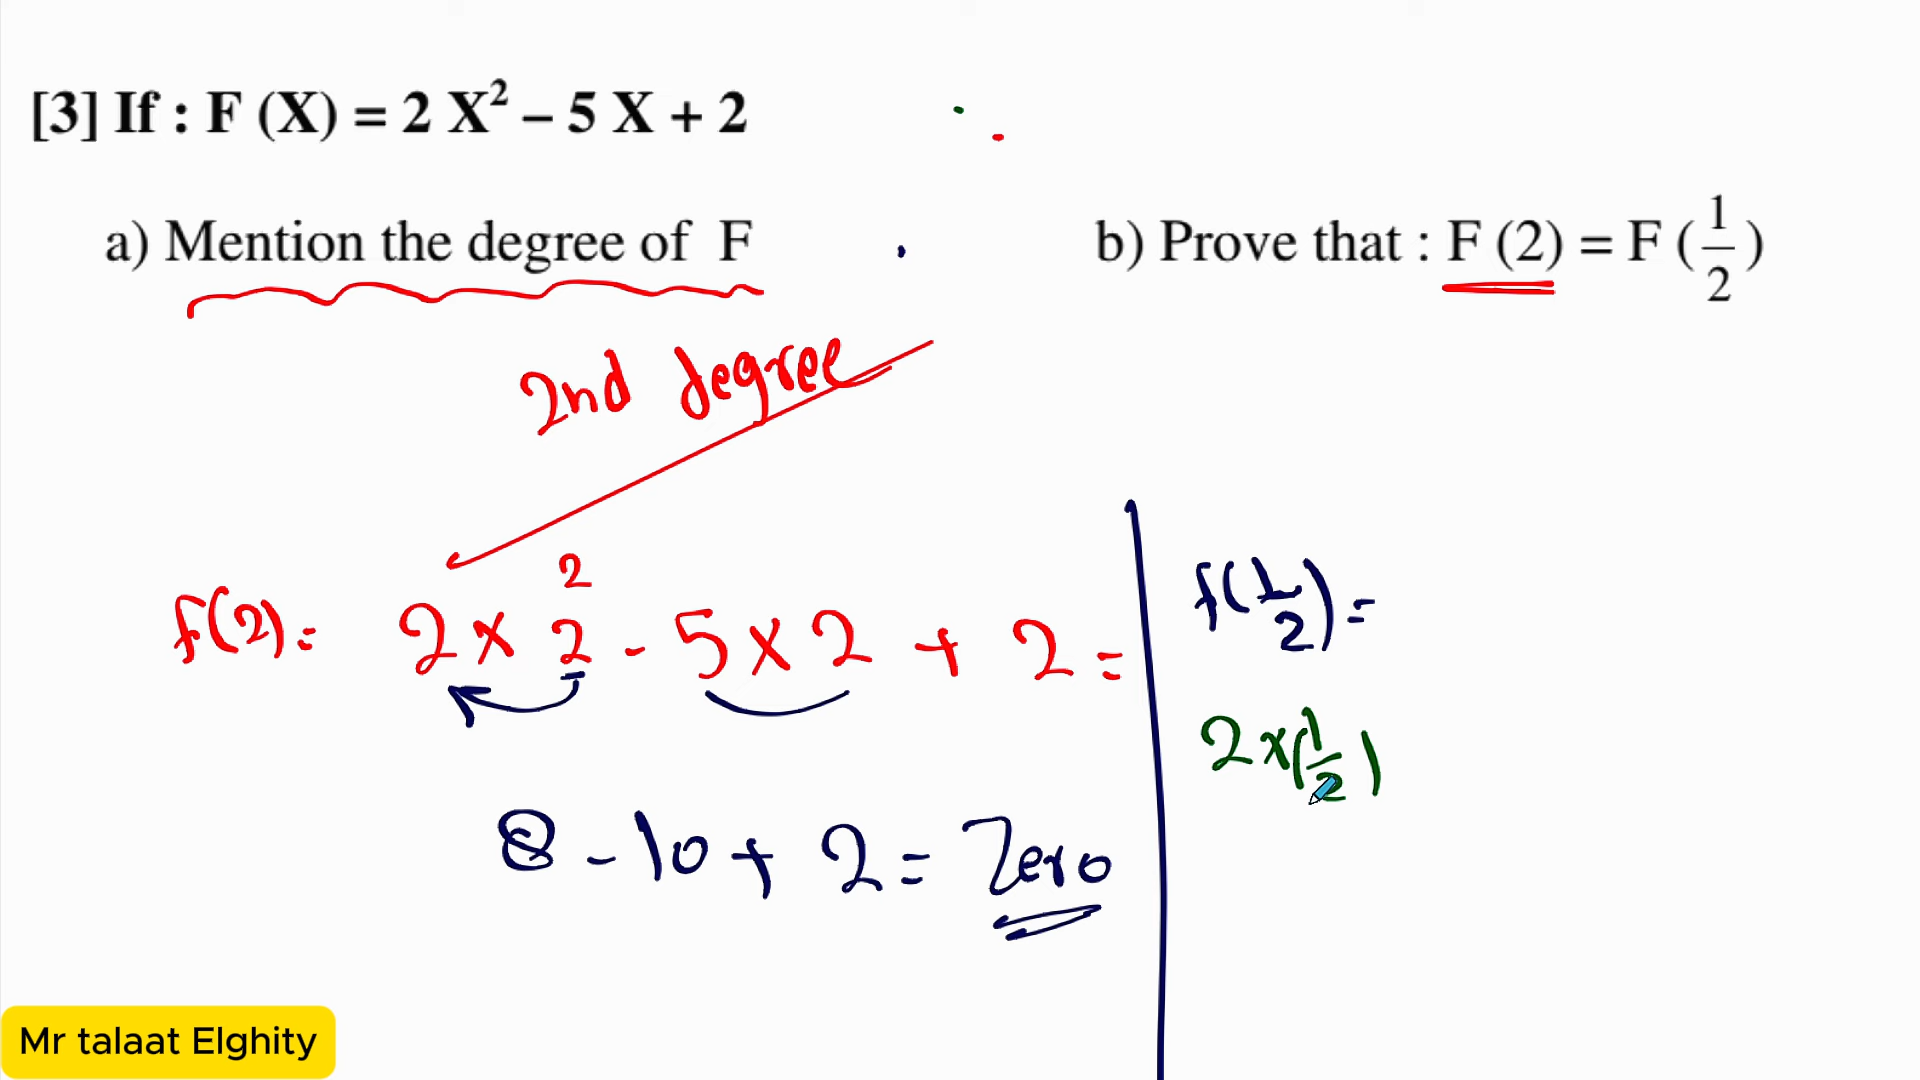 [3] If : F (X) = 2 X² – 5 X + 2
a) Mention the degree of F
b) Prove that : F (2) = F (1/2)
2nd degree
f(2) = 2 × 2² - 5 × 2 + 2 =
8 - 10 + 2 = Zero
f(1/2) =
2 × (1/2)
Mr talaat Elghity